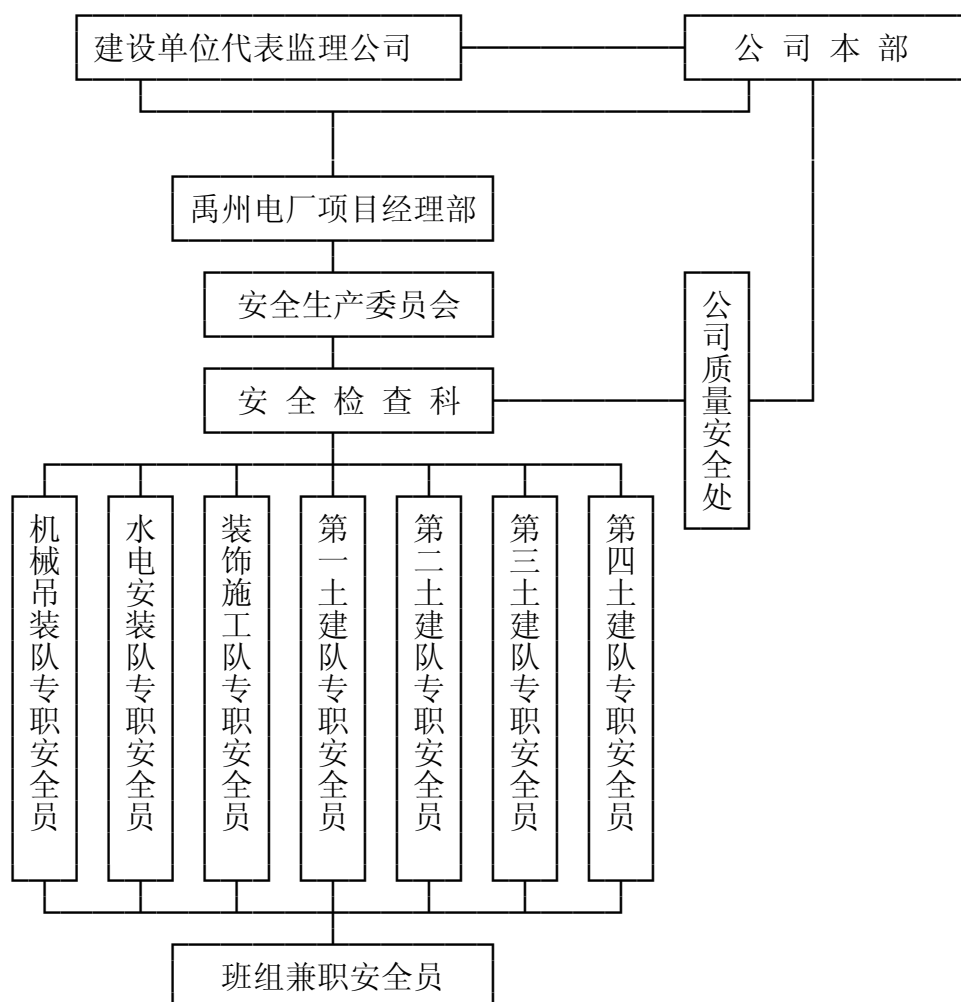 建设单位代表监理公司
公 司 本 部
禹州电厂项目经理部
安全生产委员会
公司质量安全处
安 全 检 查 科
机械吊装队专职安全员
水电安装队专职安全员
装饰施工队专职安全员
第一土建队专职安全员
第二土建队专职安全员
第三土建队专职安全员
第四土建队专职安全员
班组兼职安全员